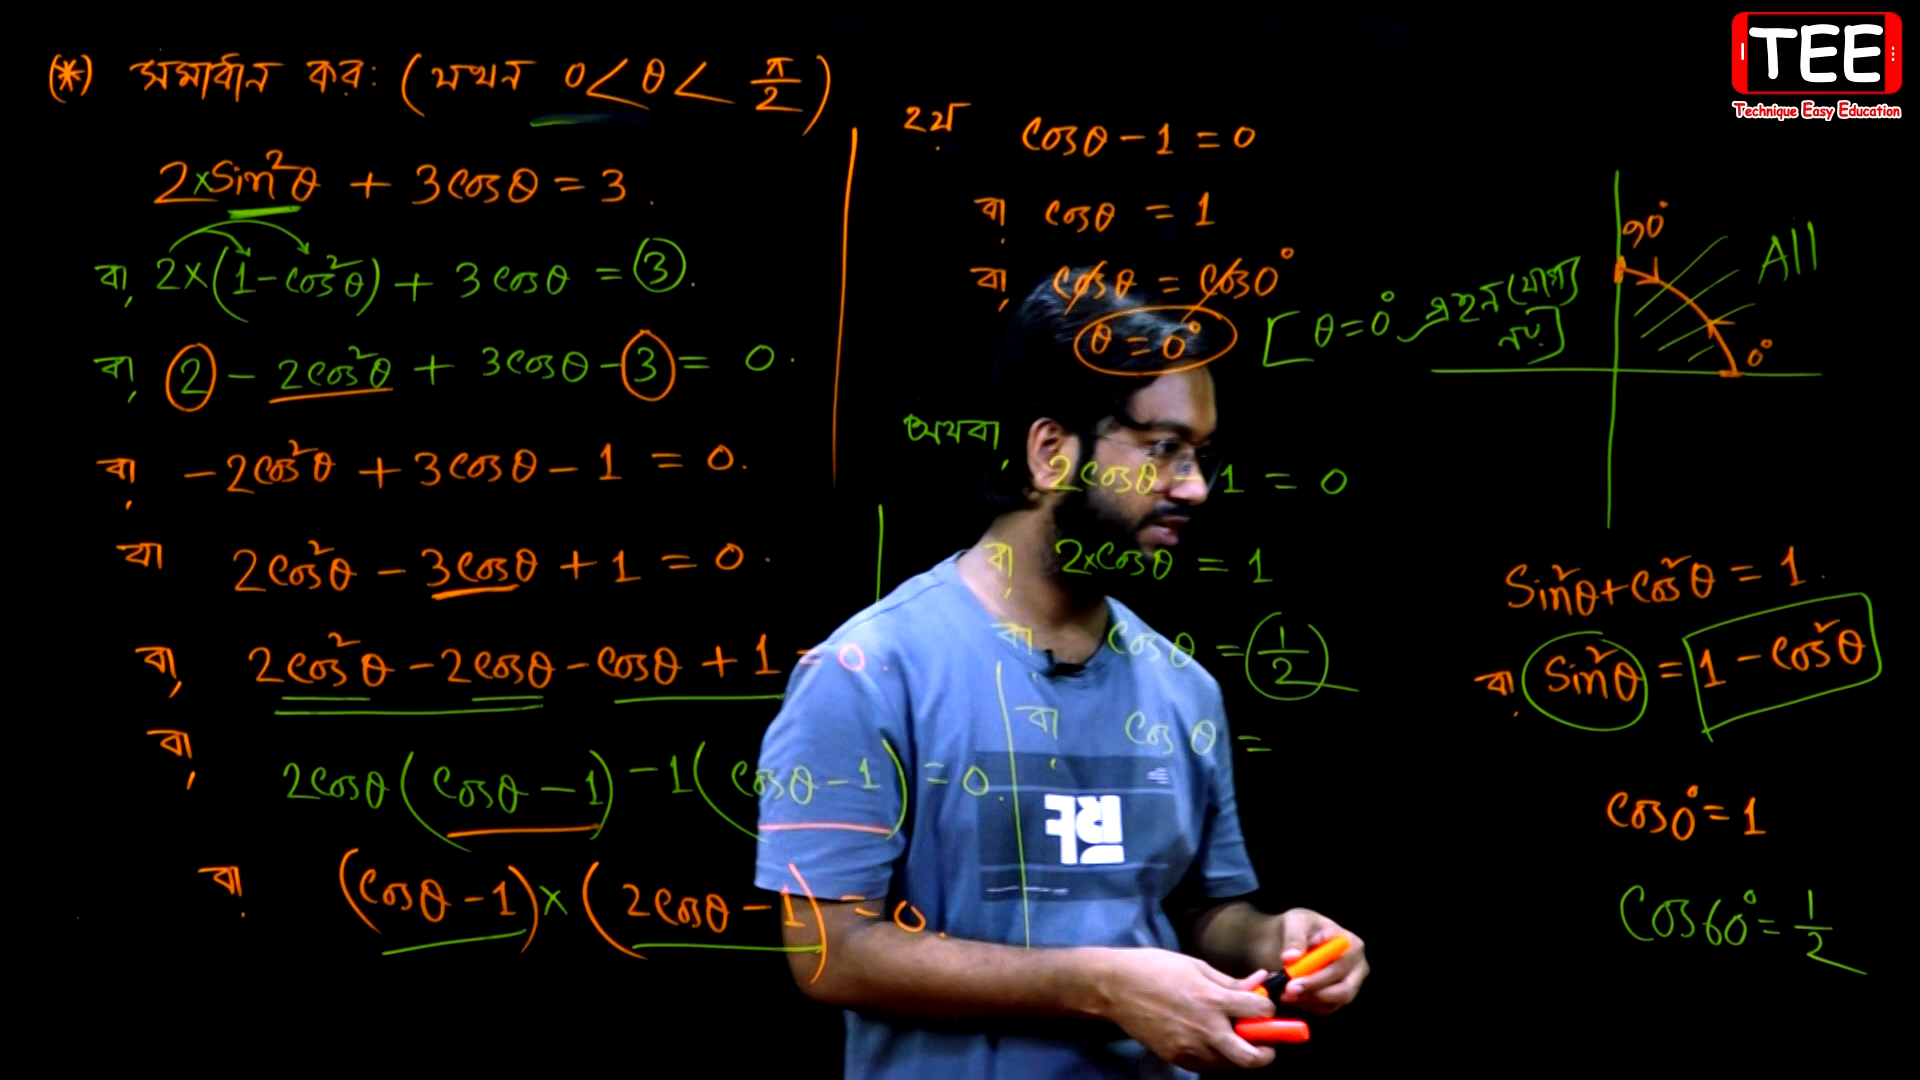 (*) সমাধান কর: (যখন 0 < θ < π/2)
2×sin²θ + 3cosθ = 3.
বা, 2×(1-cos²θ) + 3cosθ = 3.
বা, 2 - 2cos²θ + 3cosθ - 3 = 0.
বা, -2cos²θ + 3cosθ - 1 = 0.
বা 2cos²θ - 3cosθ + 1 = 0.
বা, 2cos²θ - 2cosθ - cosθ + 1 = 0.
বা, 2cosθ(cosθ - 1) - 1(cosθ - 1) = 0.
বা, (cosθ - 1)×(2cosθ - 1) = 0.
হয় cosθ - 1 = 0
বা, cosθ = 1
বা, cosθ = cos0°
θ = 0° [θ = 0° গ্রহনযোগ্য নয়]
অথবা, 2cosθ - 1 = 0
বা, 2×cosθ = 1
বা, cosθ = 1/2
বা, cosθ =
TEE
Technique Easy Education
90°
All
0°
Sin²θ + cos²θ = 1.
বা, Sin²θ = 1 - cos²θ
cos0° = 1
Cos60° = 1/2